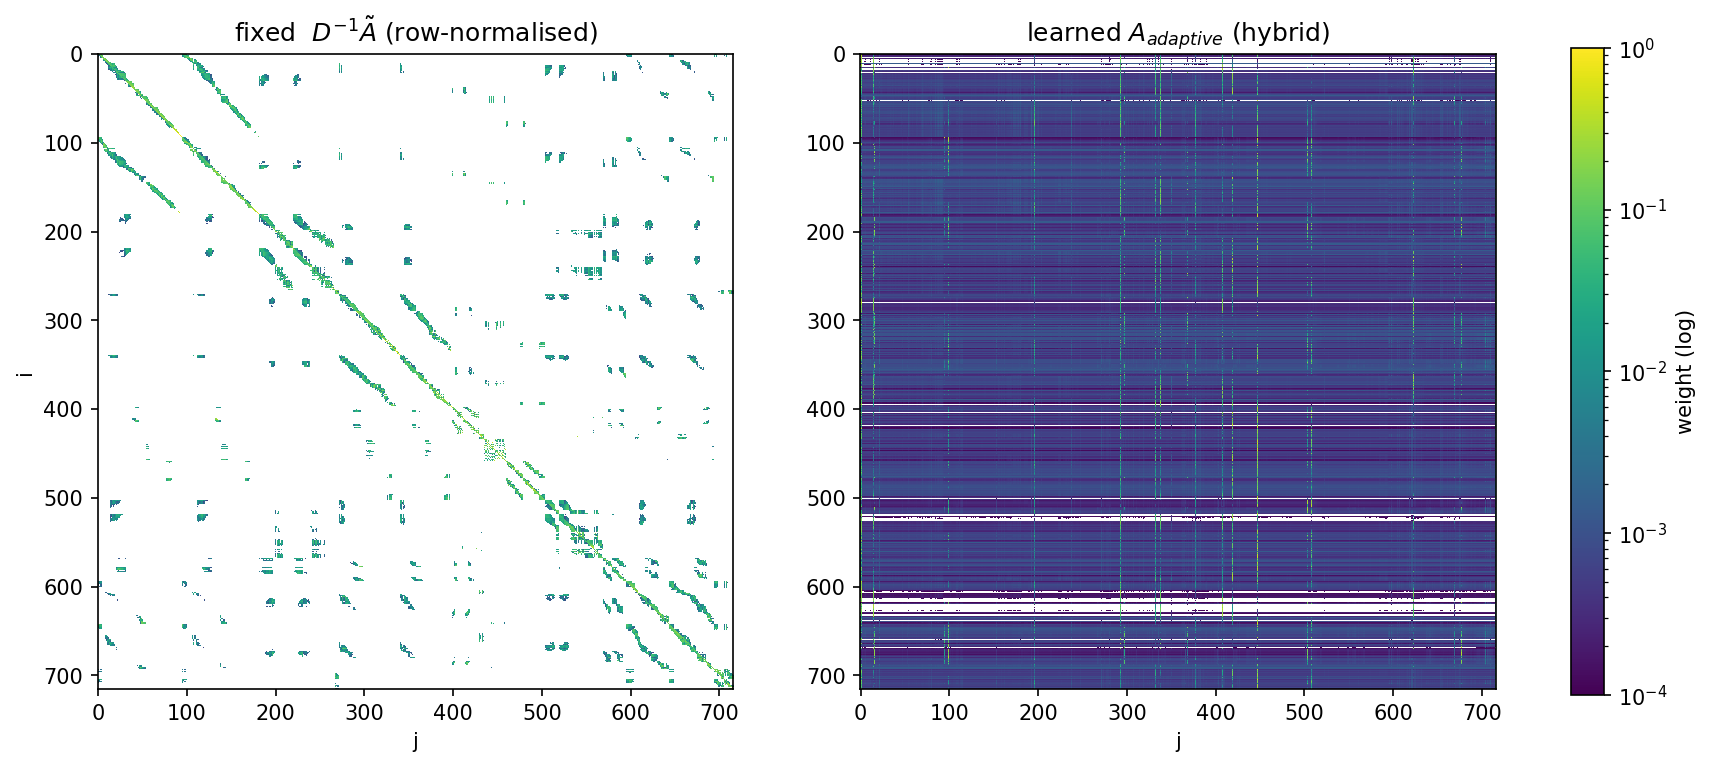 fixed D⁻¹Ã (row-normalised)
0
100
200
300
400
500
600
700
i
0 100 200 300 400 500 600 700
j
learned A_adaptive (hybrid)
0
100
200
300
400
500
600
700
0 100 200 300 400 500 600 700
j
10⁰
10⁻¹
10⁻²
10⁻³
10⁻⁴
weight (log)